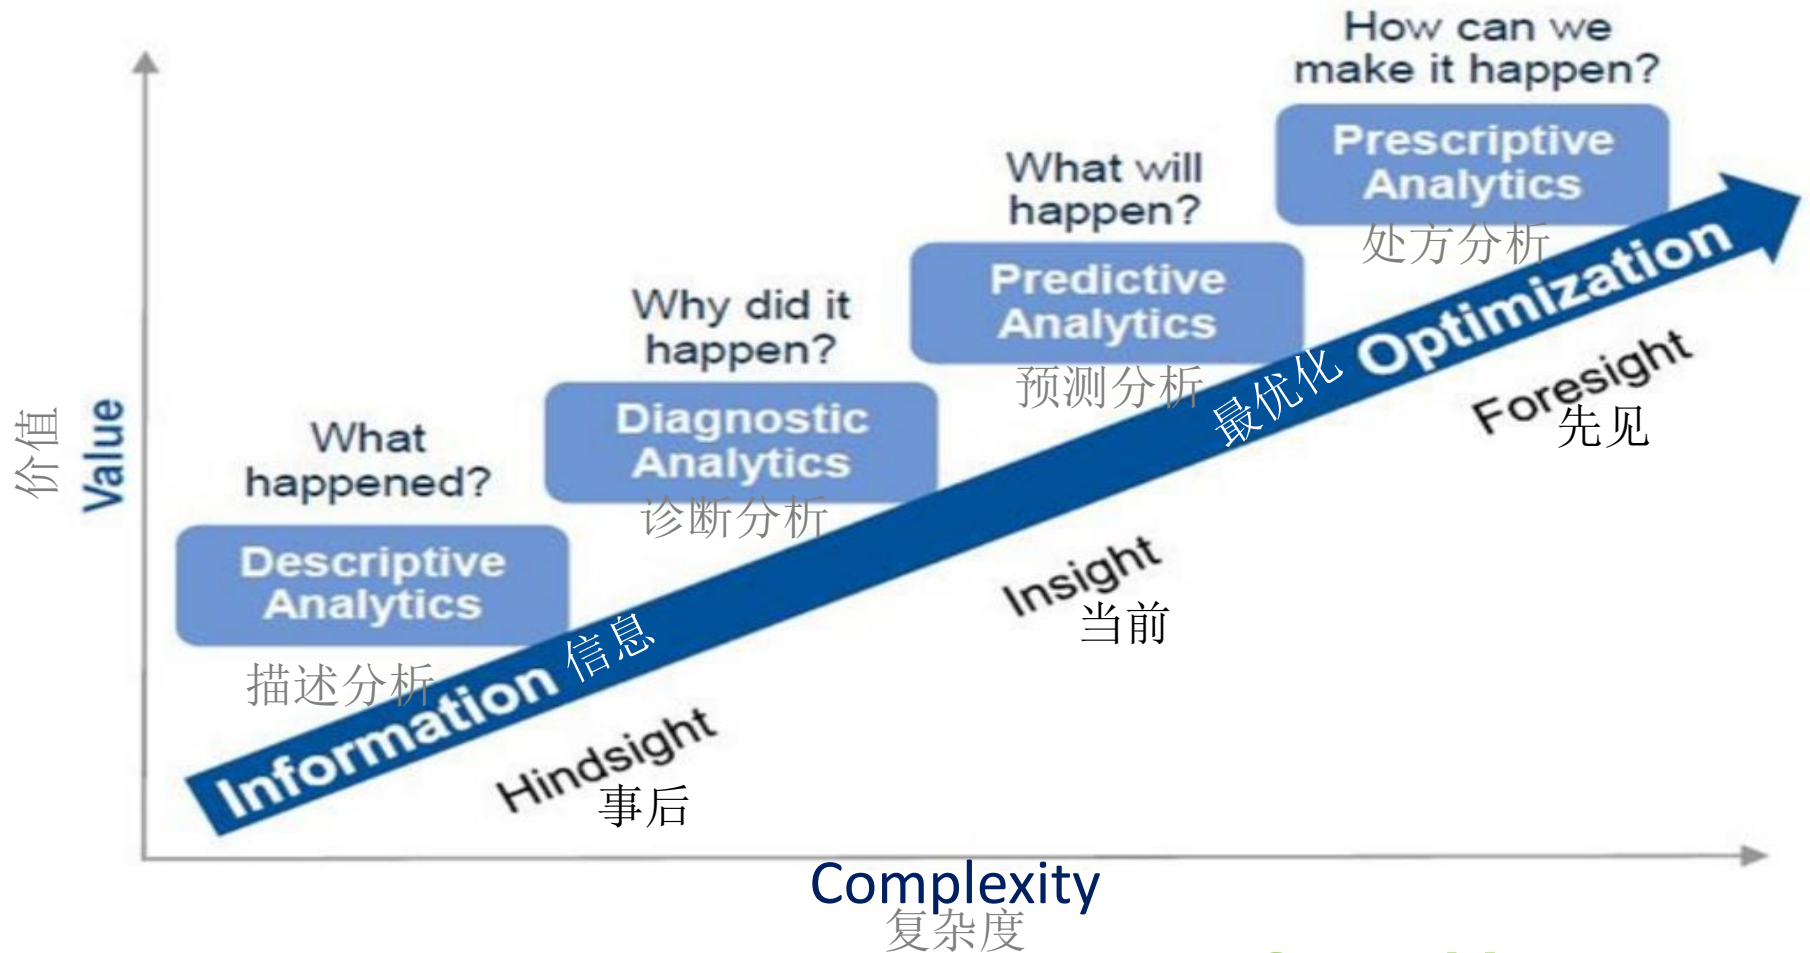 How can we
make it happen?
Prescriptive
Analytics
处方分析
What will
happen?
Predictive
Analytics
预测分析
Why did it
happen?
Diagnostic
Analytics
诊断分析
What
happened?
Descriptive
Analytics
描述分析
Information 信息
最优化 Optimization
Hindsight
事后
Insight
当前
Foresight
先见
价值
Value
Complexity
复杂度